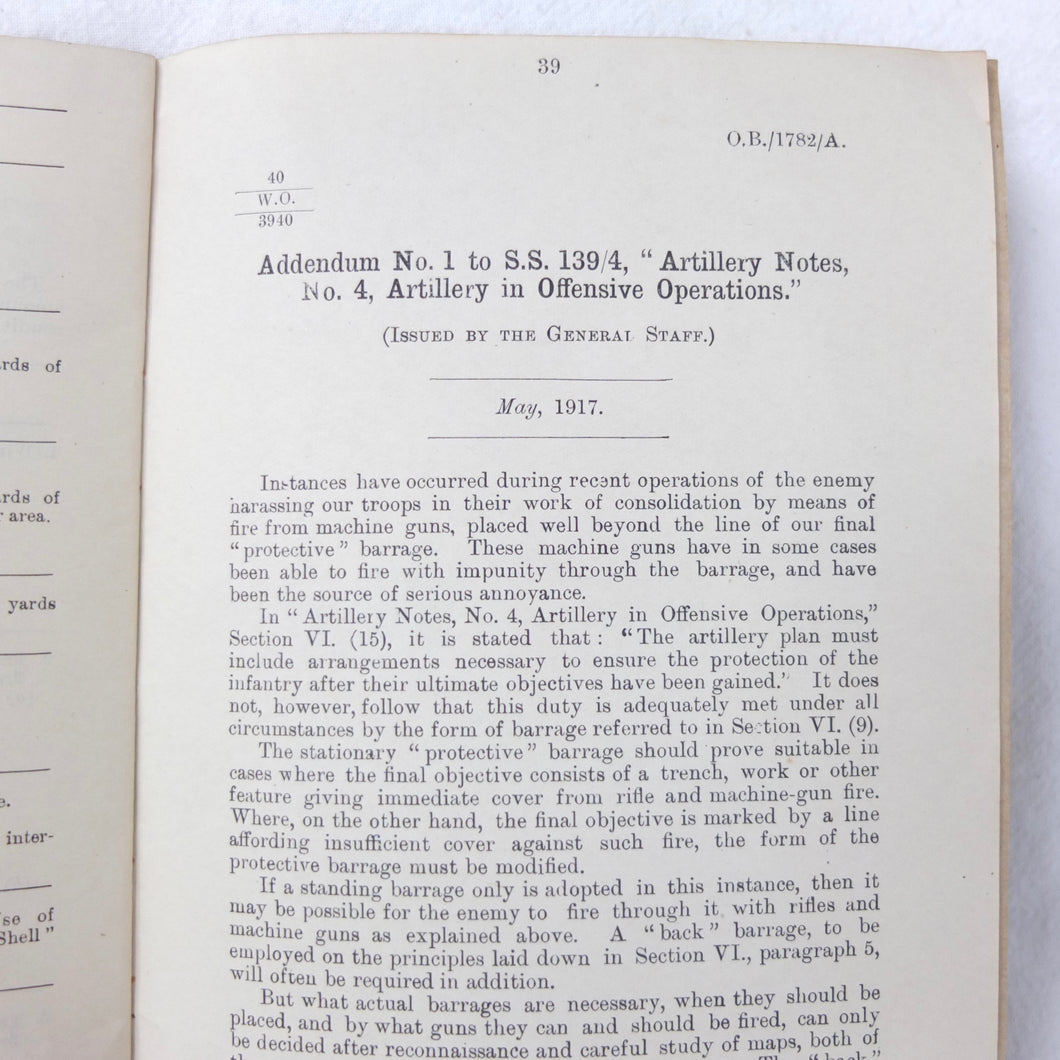 rds of
rds of
area.
yards
e.
inter-
se of
Shell"
39
O.B./1782/A.
40
W.O.
3940
Addendum No. 1 to S.S. 139/4, "Artillery Notes,
No. 4, Artillery in Offensive Operations."
(Issued by the General Staff.)
May, 1917.
Instances have occurred during recent operations of the enemy
harassing our troops in their work of consolidation by means of
fire from machine guns, placed well beyond the line of our final
"protective" barrage. These machine guns have in some cases
been able to fire with impunity through the barrage, and have
been the source of serious annoyance.
In "Artillery Notes, No. 4, Artillery in Offensive Operations,"
Section VI. (15), it is stated that: "The artillery plan must
include arrangements necessary to ensure the protection of the
infantry after their ultimate objectives have been gained." It does
not, however, follow that this duty is adequately met under all
circumstances by the form of barrage referred to in Section VI. (9).
The stationary "protective" barrage should prove suitable in
cases where the final objective consists of a trench, work or other
feature giving immediate cover from rifle and machine-gun fire.
Where, on the other hand, the final objective is marked by a line
affording insufficient cover against such fire, the form of the
protective barrage must be modified.
If a standing barrage only is adopted in this instance, then it
may be possible for the enemy to fire through it with rifles and
machine guns as explained above. A "back" barrage, to be
employed on the principles laid down in Section VI., paragraph 5,
will often be required in addition.
But what actual barrages are necessary, when they should be
placed, and by what guns they can and should be fired, can only
be decided after reconnaissance and careful study of maps, both of
The "back"